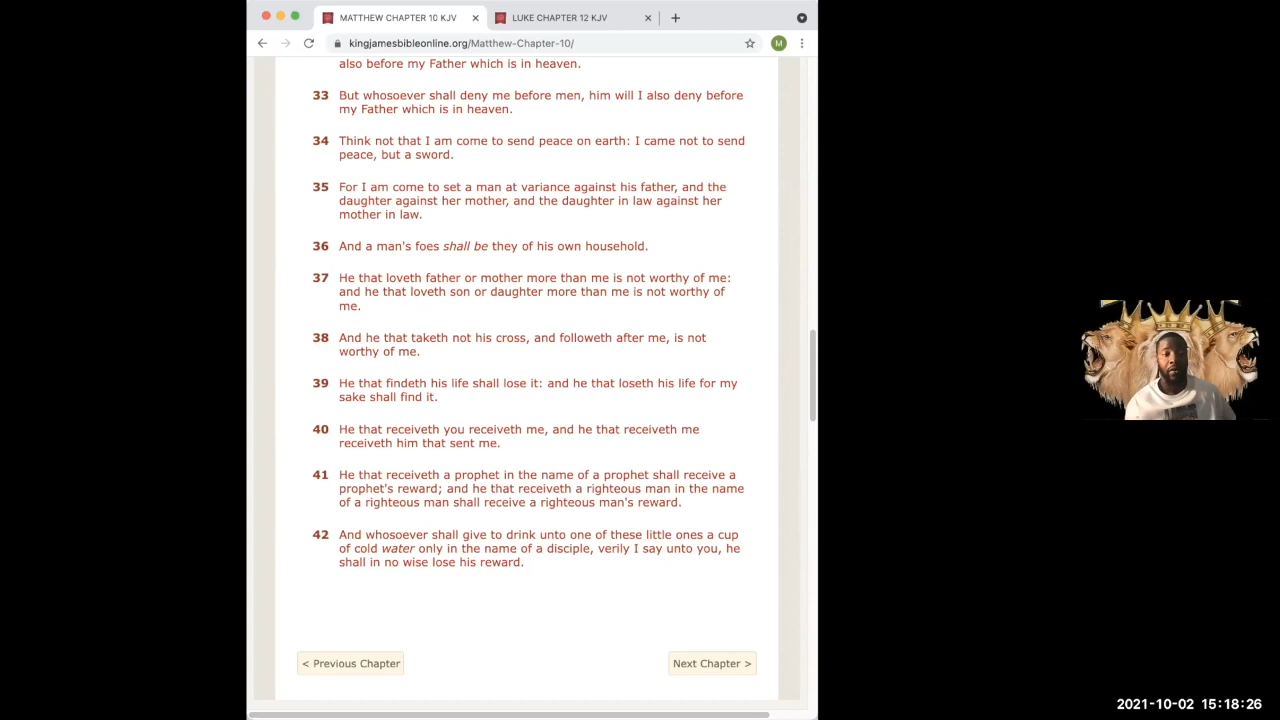 MATTHEW CHAPTER 10 KJV
LUKE CHAPTER 12 KJV
kingjamesbibleonline.org/Matthew-Chapter-10/
M
also before my Father which is in heaven.
33 But whosoever shall deny me before men, him will I also deny before
my Father which is in heaven.
34 Think not that I am come to send peace on earth: I came not to send
peace, but a sword.
35 For I am come to set a man at variance against his father, and the
daughter against her mother, and the daughter in law against her
mother in law.
36 And a man's foes shall be they of his own household.
37 He that loveth father or mother more than me is not worthy of me:
and he that loveth son or daughter more than me is not worthy of
me.
38 And he that taketh not his cross, and followeth after me, is not
worthy of me.
39 He that findeth his life shall lose it: and he that loseth his life for my
sake shall find it.
40 He that receiveth you receiveth me, and he that receiveth me
receiveth him that sent me.
41 He that receiveth a prophet in the name of a prophet shall receive a
prophet's reward; and he that receiveth a righteous man in the name
of a righteous man shall receive a righteous man's reward.
42 And whosoever shall give to drink unto one of these little ones a cup
of cold water only in the name of a disciple, verily I say unto you, he
shall in no wise lose his reward.
< Previous Chapter
Next Chapter >
2021-10-02 15:18:26